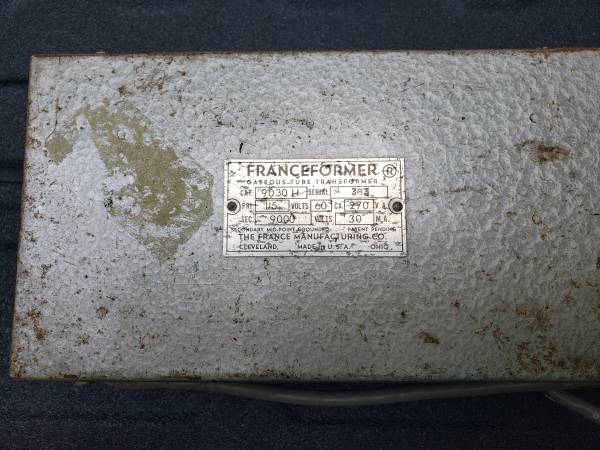 FRANCEFORMER ®
GASEOUS TUBE TRANSFORMER
CAT. 9030 H SERIAL 383
PRI. 115 VOLTS 60 CY. 290 V.A.
SEC. 9000 VOLTS 30 M.A.
SECONDARY MID-POINT GROUNDED PATENT PENDING
THE FRANCE MANUFACTURING CO.
CLEVELAND, MADE IN U.S.A. OHIO